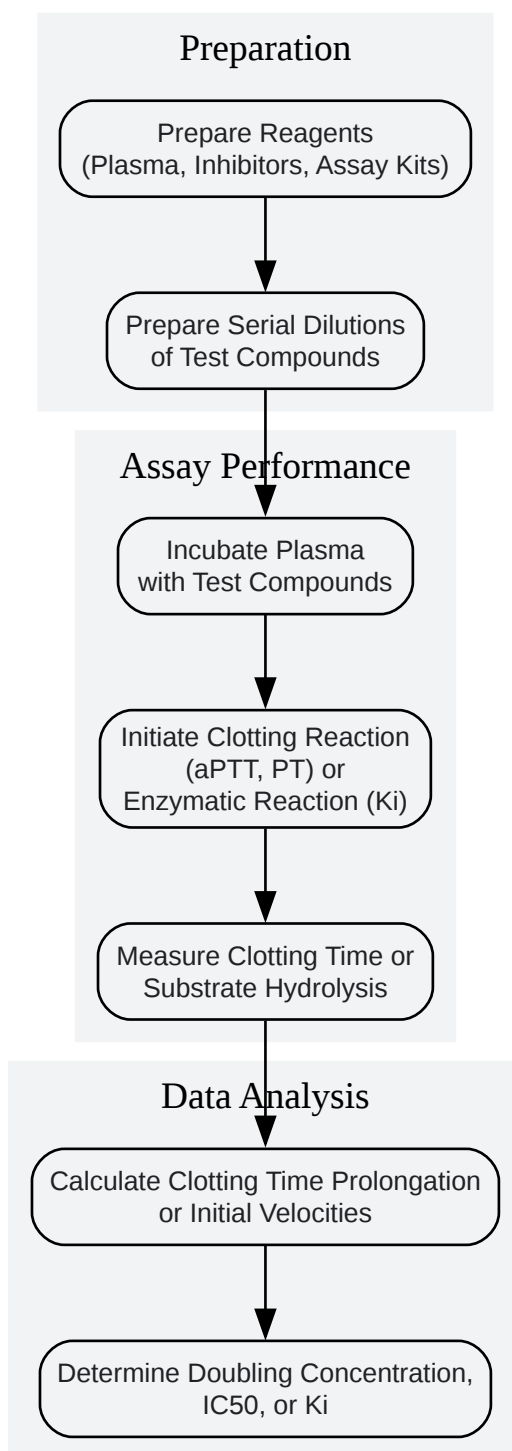 Preparation
Prepare Reagents
(Plasma, Inhibitors, Assay Kits)
Prepare Serial Dilutions
of Test Compounds
Assay Performance
Incubate Plasma
with Test Compounds
Initiate Clotting Reaction
(aPTT, PT) or
Enzymatic Reaction (Ki)
Measure Clotting Time or
Substrate Hydrolysis
Data Analysis
Calculate Clotting Time Prolongation
or Initial Velocities
Determine Doubling Concentration,
IC50, or Ki